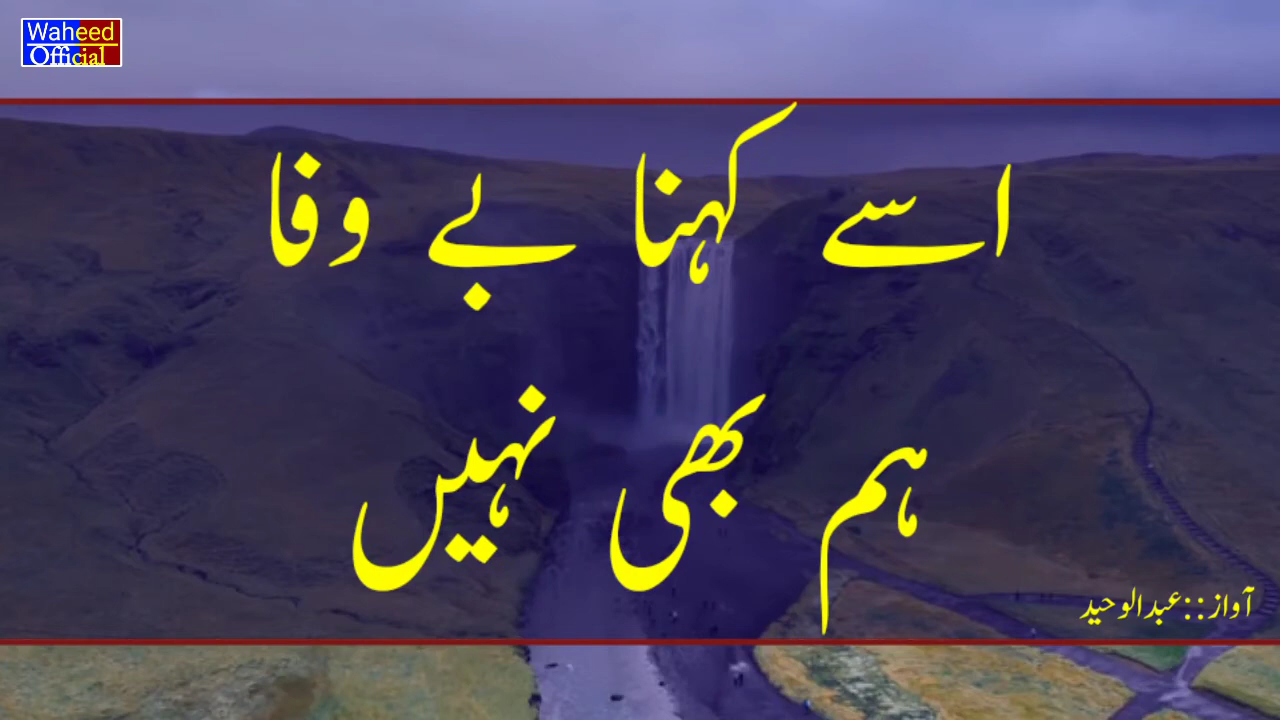 Waheed
Official
اسے کہنا بے وفا
ہم بھی نہیں
آواز::عبدالوحید